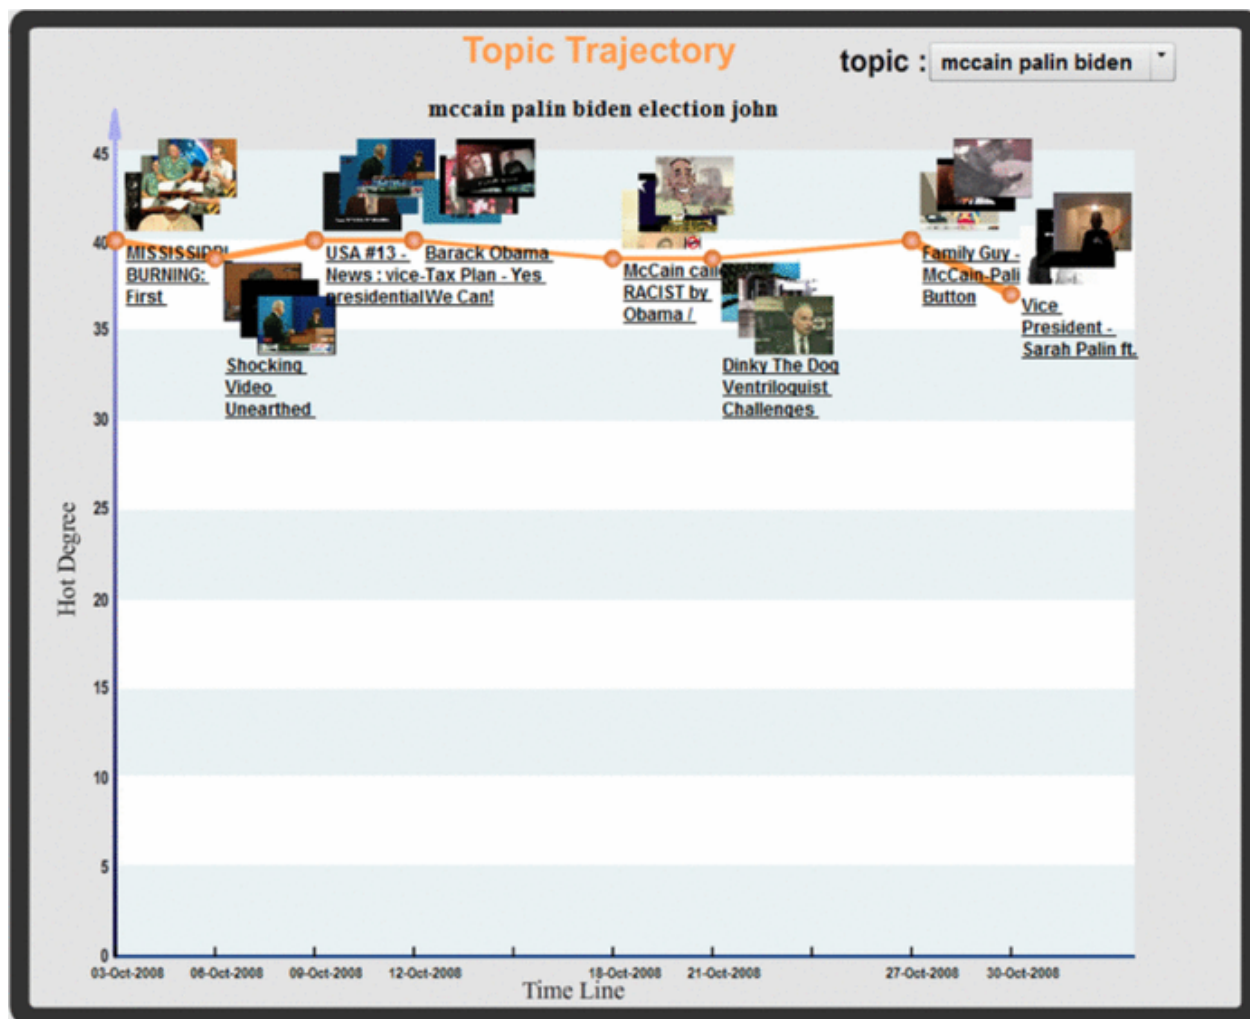 Topic Trajectory
topic : mccain palin biden
mccain palin biden election john
45
40
35
30
25
20
15
10
5
0
Hot Degree
MISSISSIPPI
BURNING:
First
Shocking
Video
Unearthed
USA #13 -
News : vice-
presidential
Barack Obama
Tax Plan - Yes
We Can!
McCain call
RACIST by
Obama /
Dinky The Dog
Ventriloquist
Challenges
Family Guy -
McCain-Pali
Button
Vice
President -
Sarah Palin ft.
03-Oct-2008
06-Oct-2008
09-Oct-2008
12-Oct-2008
18-Oct-2008
21-Oct-2008
27-Oct-2008
30-Oct-2008
Time Line